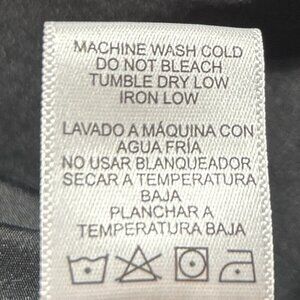 MACHINE WASH COLD
DO NOT BLEACH
TUMBLE DRY LOW
IRON LOW
LAVADO A MÁQUINA CON
AGUA FRÍA
NO USAR BLANQUEADOR
SECAR A TEMPERATURA
BAJA
PLANCHAR A
TEMPERATURA BAJA